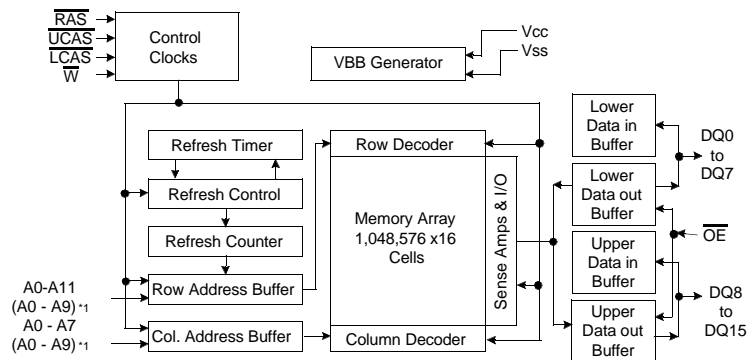 RAS
UCAS
LCAS
W
Control
Clocks
VBB Generator
Vcc
Vss
Refresh Timer
Refresh Control
Refresh Counter
Row Address Buffer
Col. Address Buffer
A0-A11
(A0 - A9)*1
A0 - A7
(A0 - A9)*1
Row Decoder
Memory Array
1,048,576 x16
Cells
Column Decoder
Sense Amps & I/O
Lower
Data in
Buffer
Lower
Data out
Buffer
Upper
Data in
Buffer
Upper
Data out
Buffer
DQ0
to
DQ7
OE
DQ8
to
DQ15